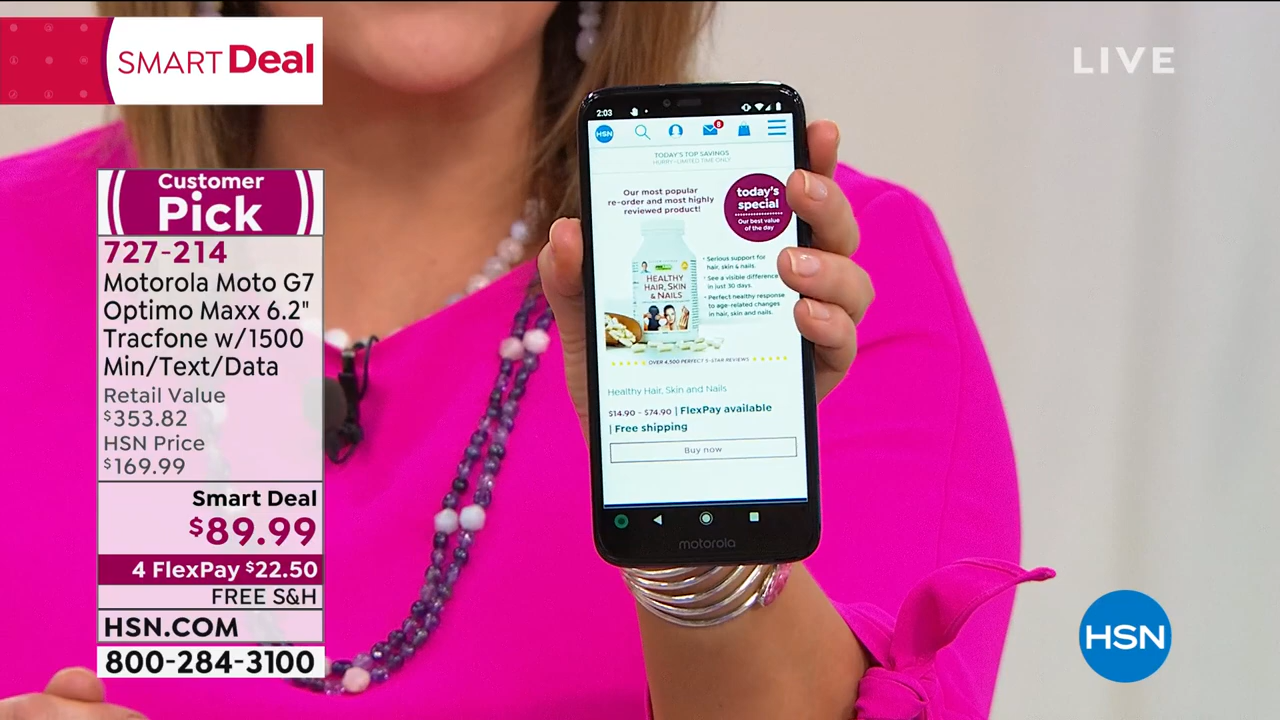 SMART Deal
LIVE
Customer
Pick
727-214
Motorola Moto G7
Optimo Maxx 6.2"
Tracfone w/1500
Min/Text/Data
Retail Value
$353.82
HSN Price
$169.99
Smart Deal
$89.99
4 FlexPay $22.50
FREE S&H
HSN.COM
800-284-3100
2:03
HSN
8
TODAY'S TOP SAVINGS
HURRY-LIMITED TIME ONLY
Our most popular
re-order and most highly
reviewed product!
today's
special
Our best value
of the day
HEALTHY
HAIR, SKIN
& NAILS
• Serious support for
hair, skin & nails.
• See a visible difference
in just 30 days.
• Perfect healthy response
to age-related changes
in hair, skin and nails.
OVER 4,500 PERFECT 5-STAR REVIEWS
Healthy Hair, Skin and Nails
$14.90 - $74.90 | FlexPay available
| Free shipping
Buy now
motorola
HSN